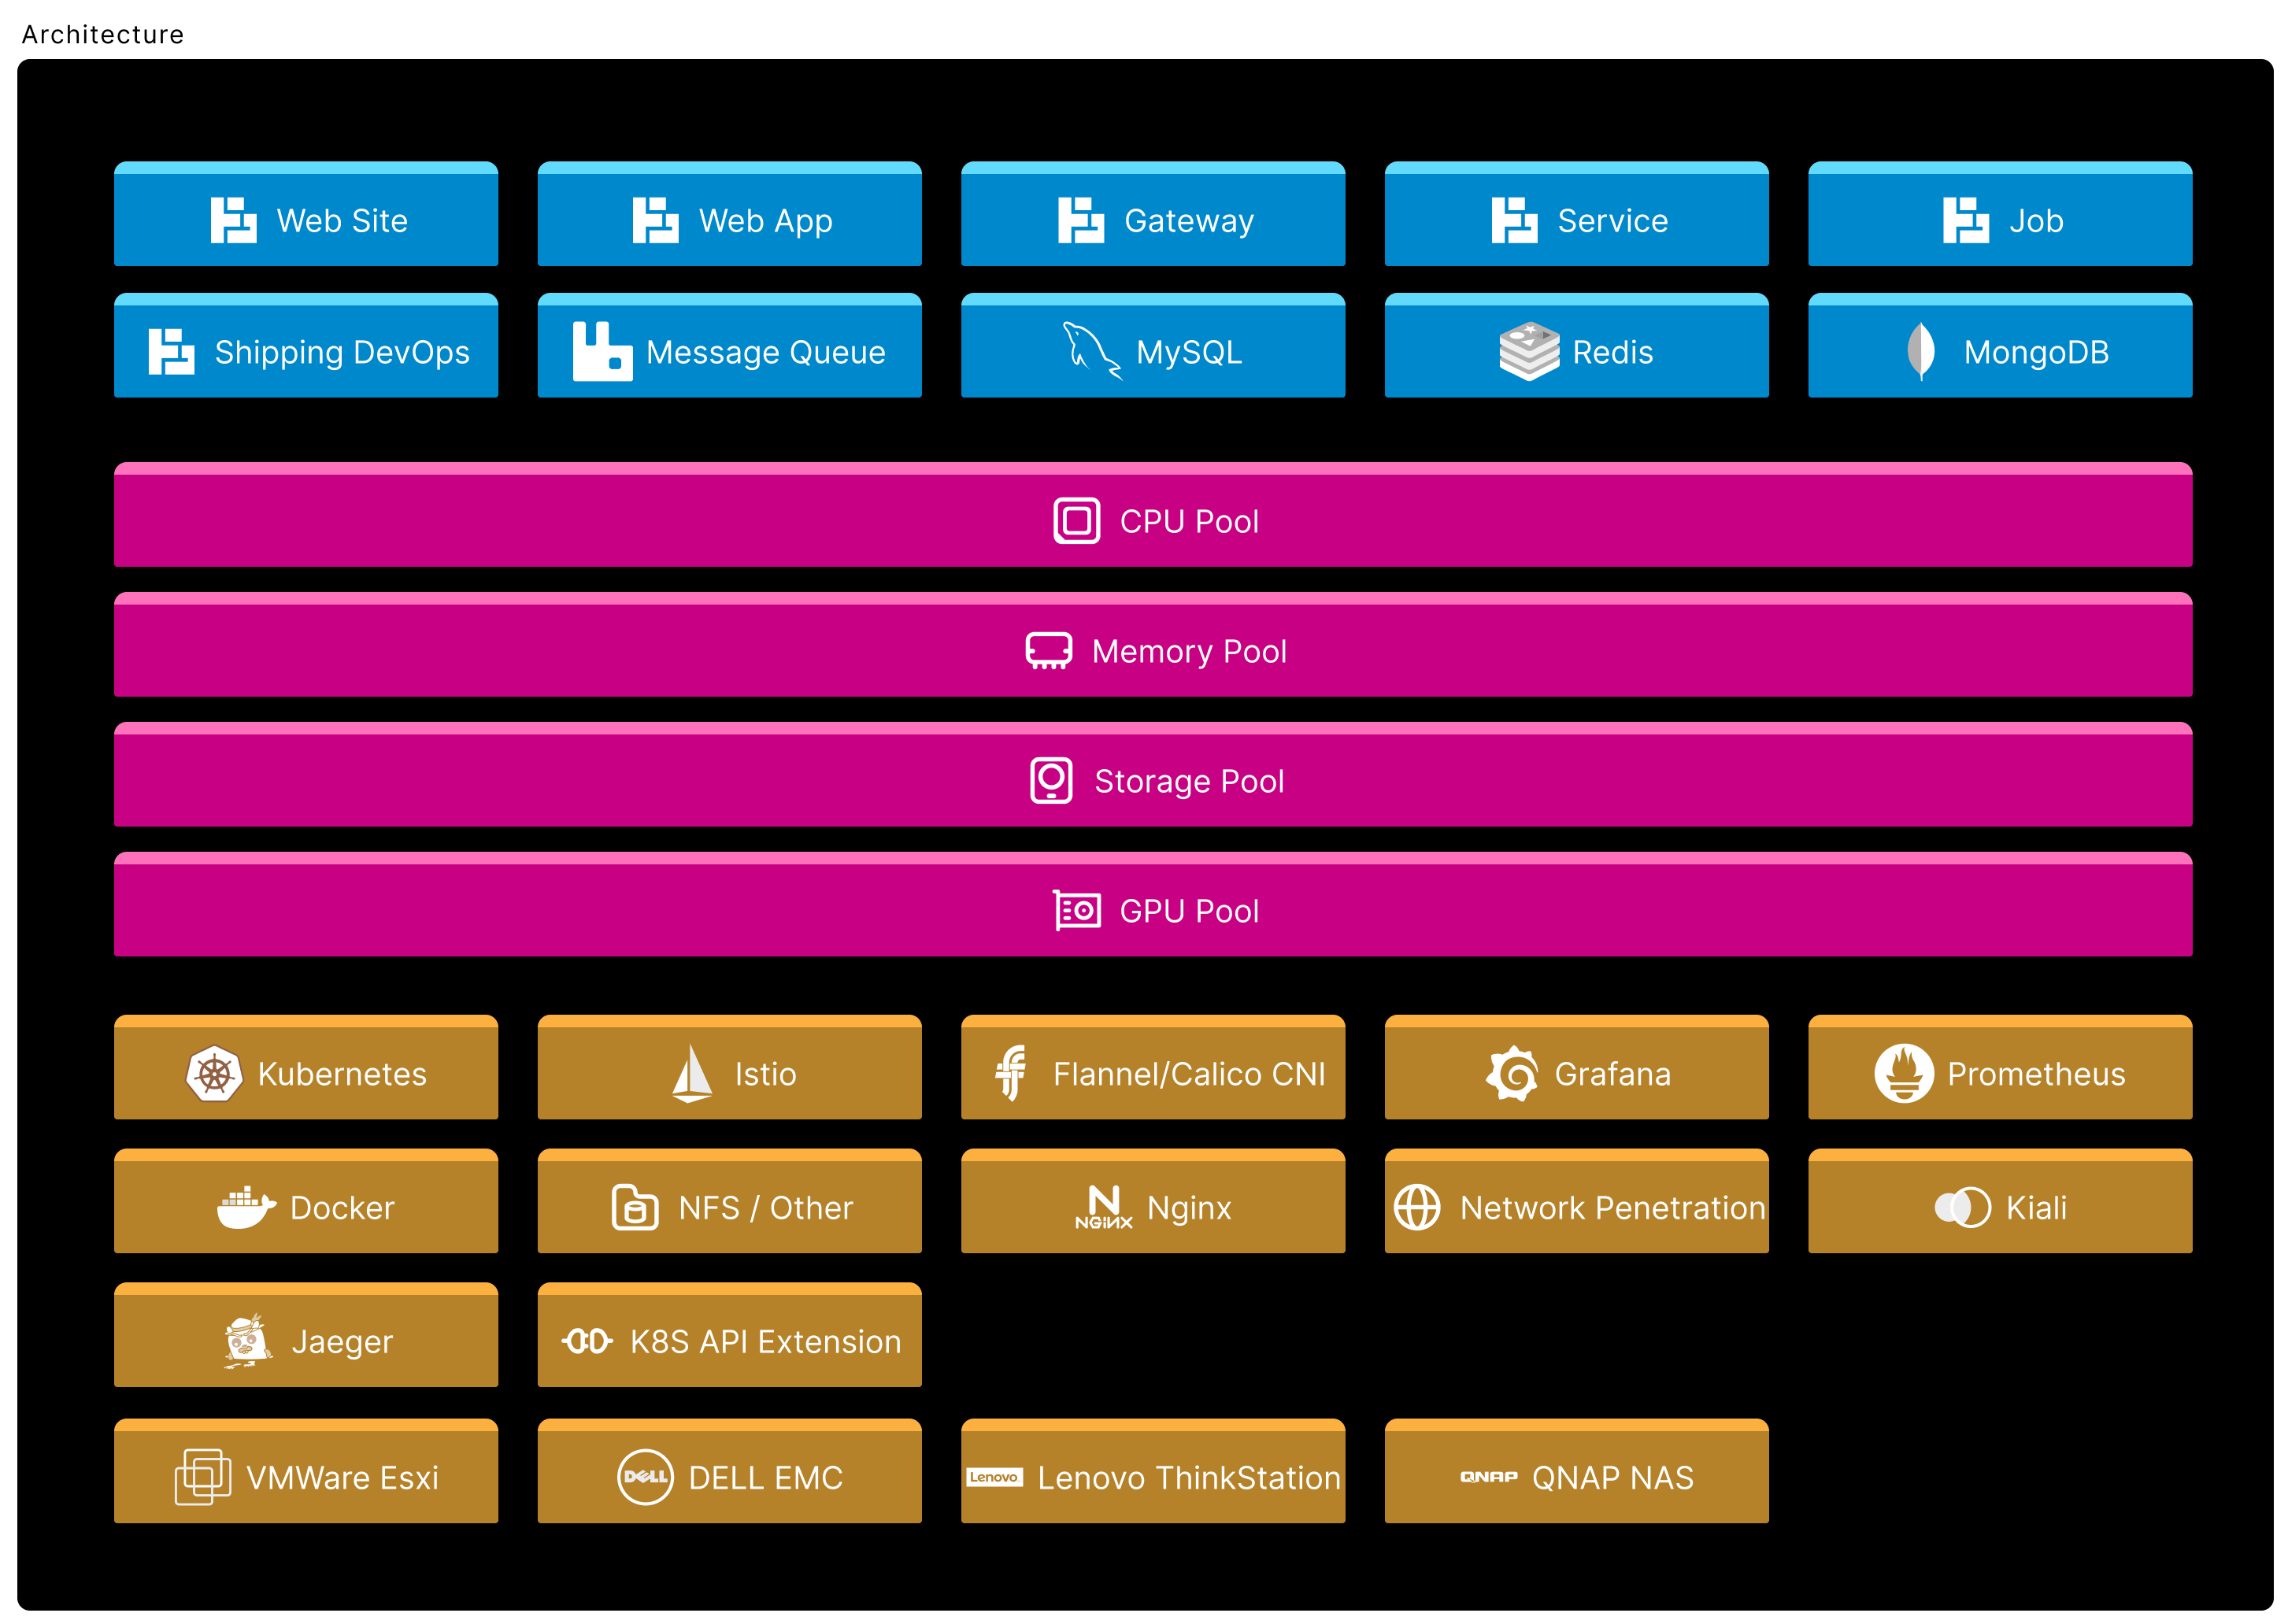 Architecture
Web Site
Web App
Gateway
Service
Job
Shipping DevOps
Message Queue
MySQL
Redis
MongoDB
CPU Pool
Memory Pool
Storage Pool
GPU Pool
Kubernetes
Istio
Flannel/Calico CNI
Grafana
Prometheus
Docker
NFS / Other
NGINX Nginx
Network Penetration
Kiali
Jaeger
K8S API Extension
VMWare Esxi
DELL DELL EMC
Lenovo Lenovo ThinkStation
QNAP QNAP NAS